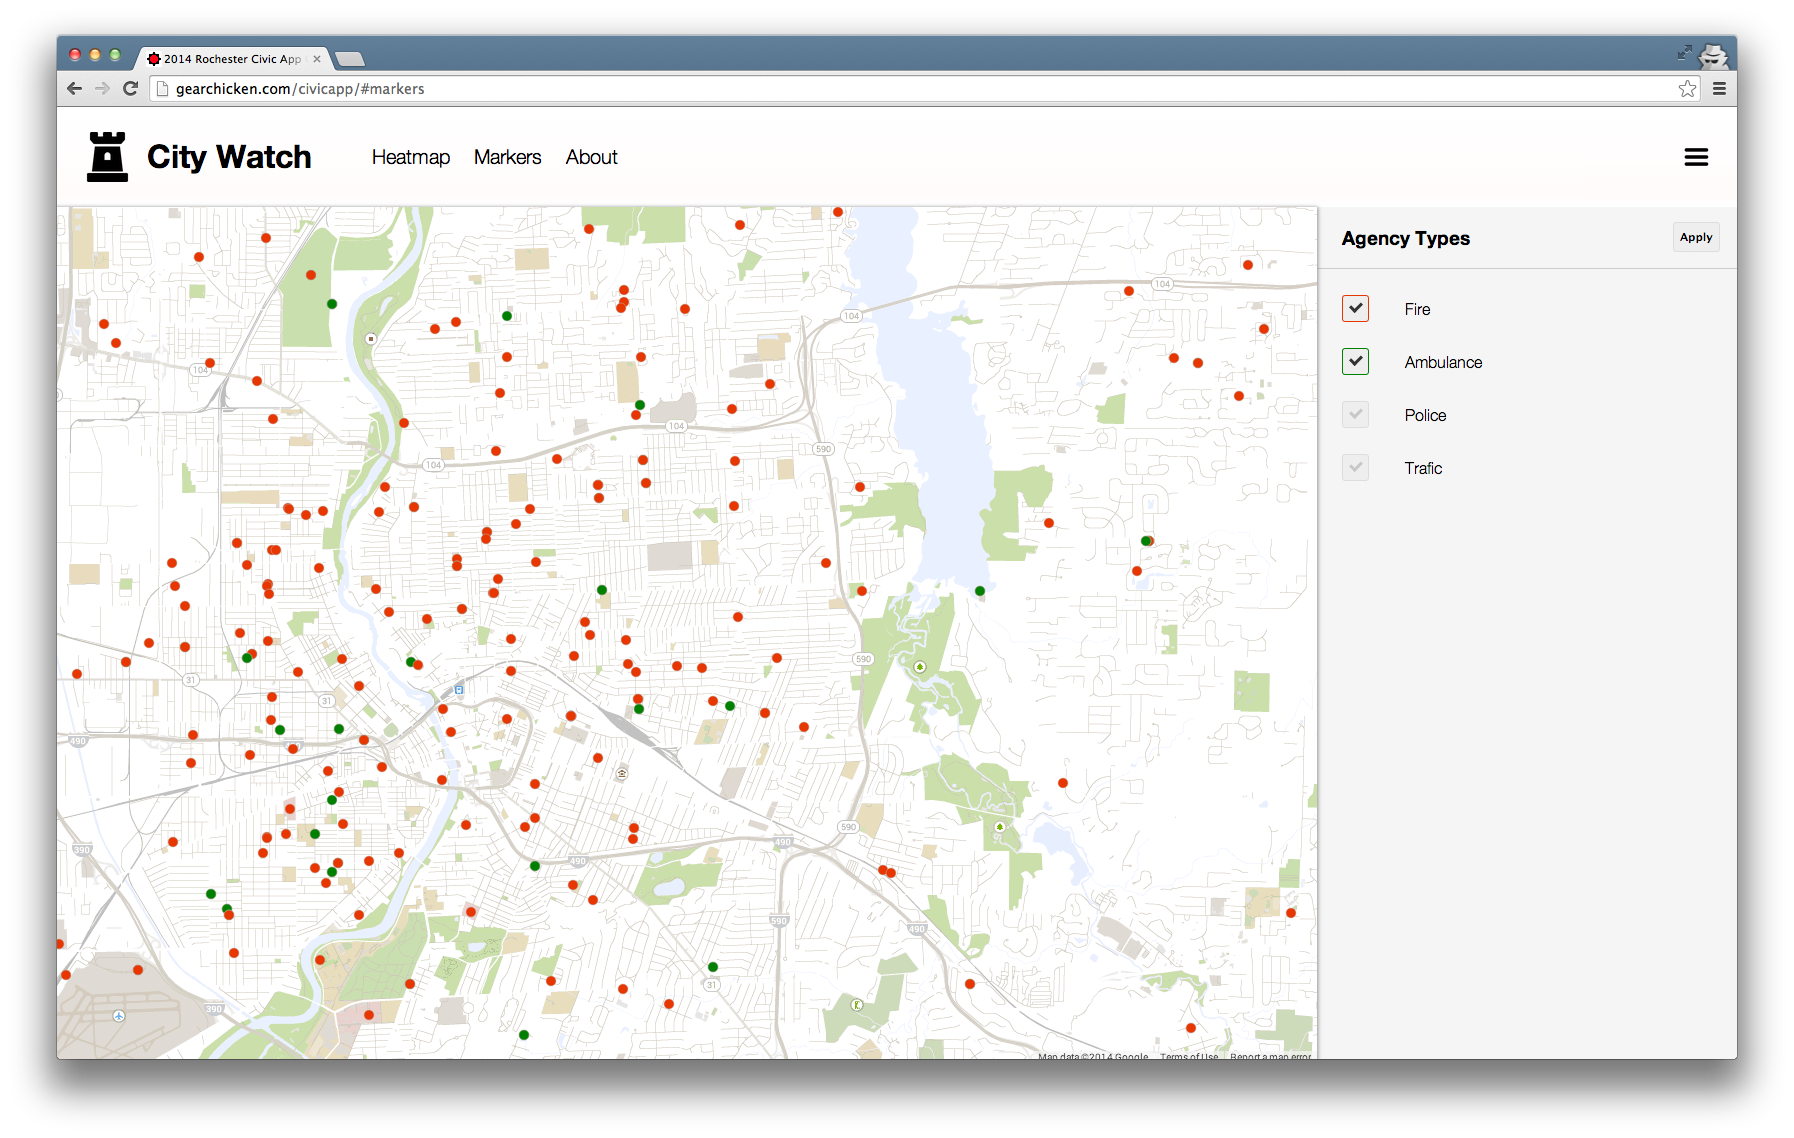 2014 Rochester Civic App
gearchicken.com/civicapp/#markers
City Watch
Heatmap Markers About
Agency Types
Apply
Fire
Ambulance
Police
Trafic
104
104
104
104
104
590
590
31
31
490
590
490
490
390
590
490
31
390
Map data ©2014 Google Terms of Use Report a map error